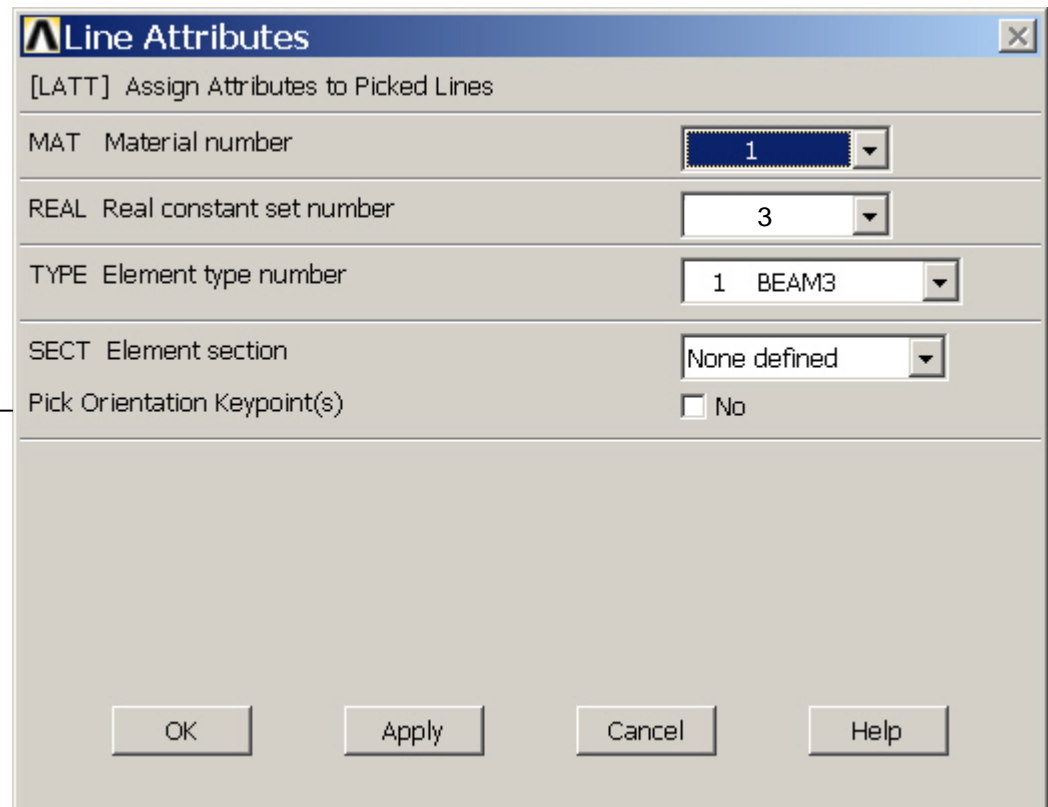 Line Attributes
[LATT] Assign Attributes to Picked Lines
MAT Material number 1
REAL Real constant set number 3
TYPE Element type number 1 BEAM3
SECT Element section None defined
Pick Orientation Keypoint(s) No
OK Apply Cancel Help